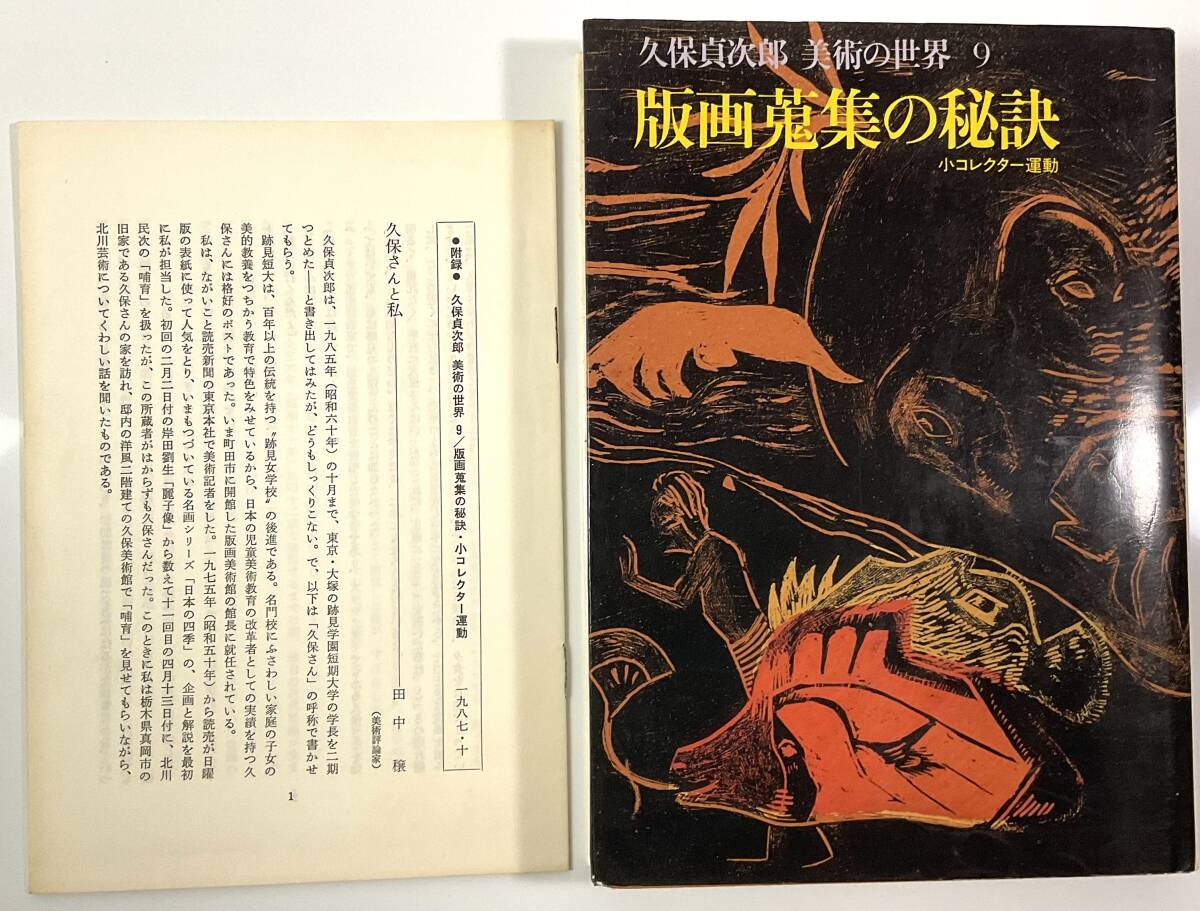 久保貞次郎 美術の世界 9
版画蒐集の秘訣
小コレクター運動
●附録● 久保貞次郎 美術の世界 9／版画蒐集の秘訣・小コレクター運動 一九八七・十
久保さんと私――田中 穣
（美術評論家）
久保貞次郎は、一九八五年（昭和六十年）の十月まで、東京・大塚の跡見学園短期大学の学長を二期
つとめた――と書き出してはみたが、どうもしっくりこない。で、以下は「久保さん」の呼称で書かせ
てもらう。
跡見短大は、百年以上の伝統を持つ〝跡見女学校〟の後進である。名門校にふさわしい家庭の子女の
美的教養をつちかう教育で特色をみせているから、日本の児童美術教育の改革者としての実績を持つ久
保さんには格好のポストであった。いま町田市に開館した版画美術館の館長に就任されている。
私は、ながいこと読売新聞の東京本社で美術記者をした。一九七五年（昭和五十年）から読売が日曜
版の表紙に使って人気をとり、いまもつづいている名画シリーズ「日本の四季」の、企画と解説を最初
に私が担当した。初回の二月二日付の岸田劉生「麗子像」から数えて十一回目の四月十三日付に、北川
民次の「哺育」を扱ったが、この所蔵者がはからずも久保さんだった。このときに私は栃木県真岡市の
旧家である久保さんの家を訪れ、邸内の洋風二階建ての久保美術館で「哺育」を見せてもらいながら、
北川芸術についてくわしい話を聞いたものである。
1